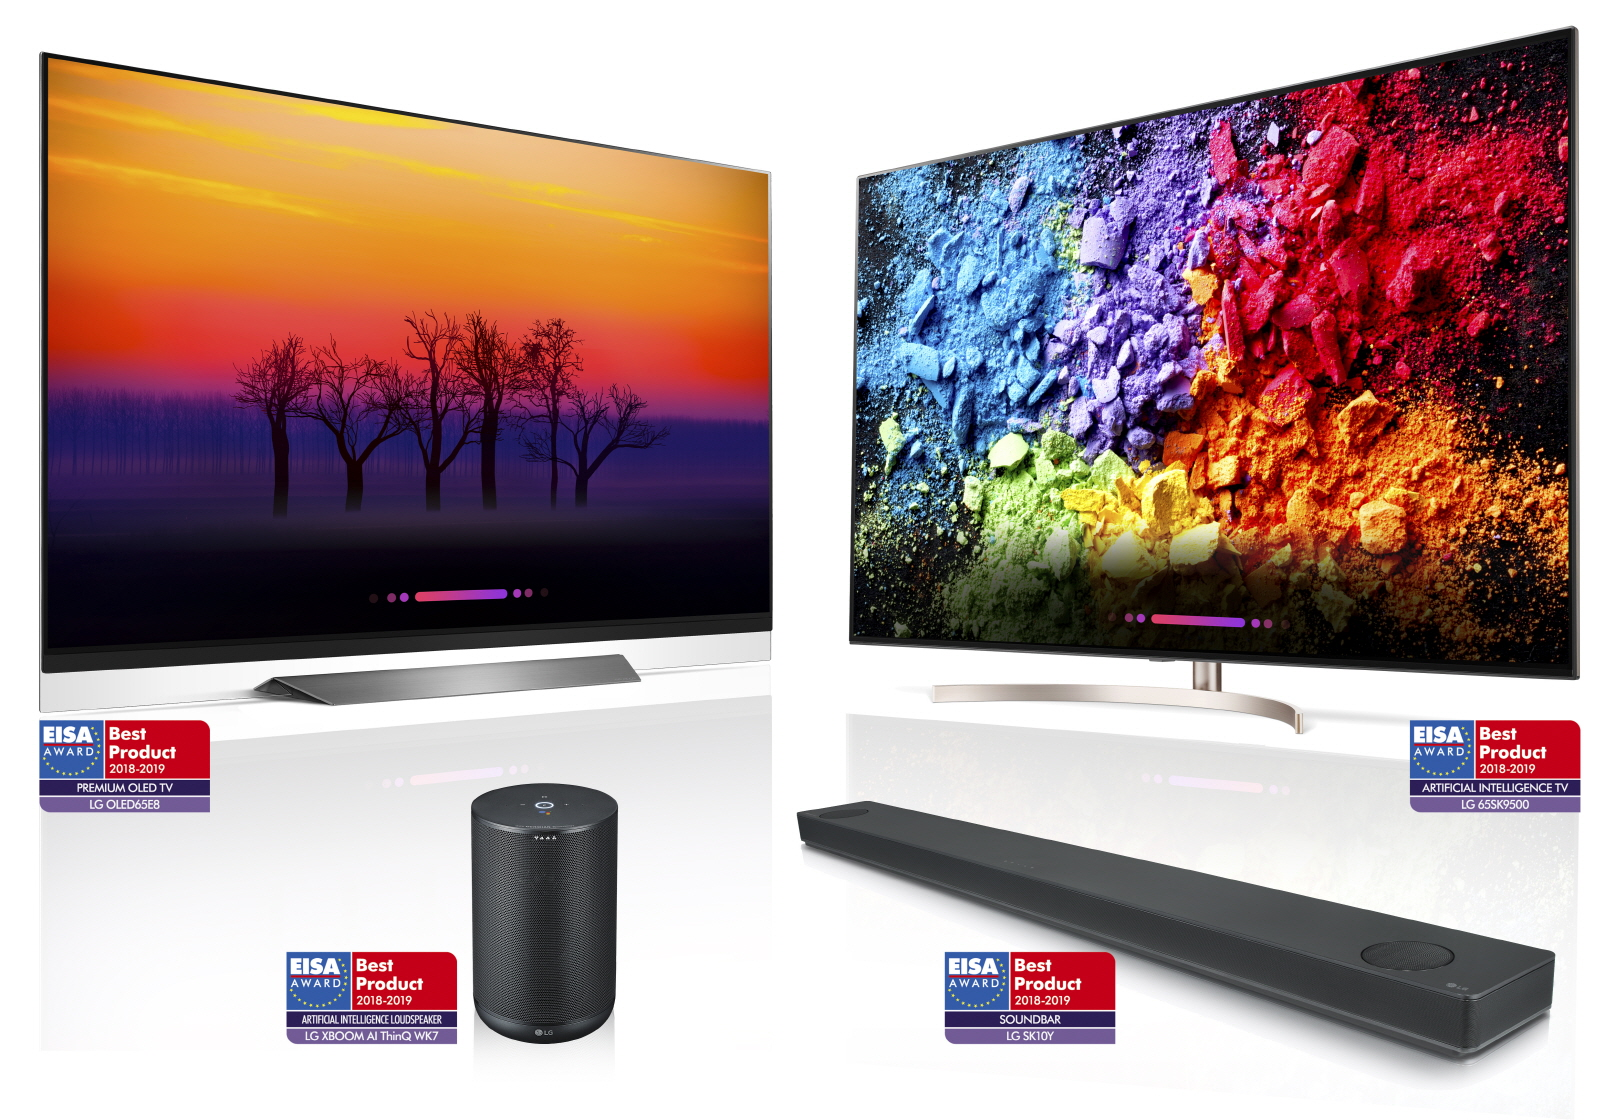 EISA
AWARD
Best
Product
2018-2019
PREMIUM OLED TV
LG OLED65E8
EISA
AWARD
Best
Product
2018-2019
ARTIFICIAL INTELLIGENCE TV
LG 65SK9500
EISA
AWARD
Best
Product
2018-2019
ARTIFICIAL INTELLIGENCE LOUDSPEAKER
LG XBOOM AI ThinQ WK7
LG
EISA
AWARD
Best
Product
2018-2019
SOUNDBAR
LG SK10Y
LG